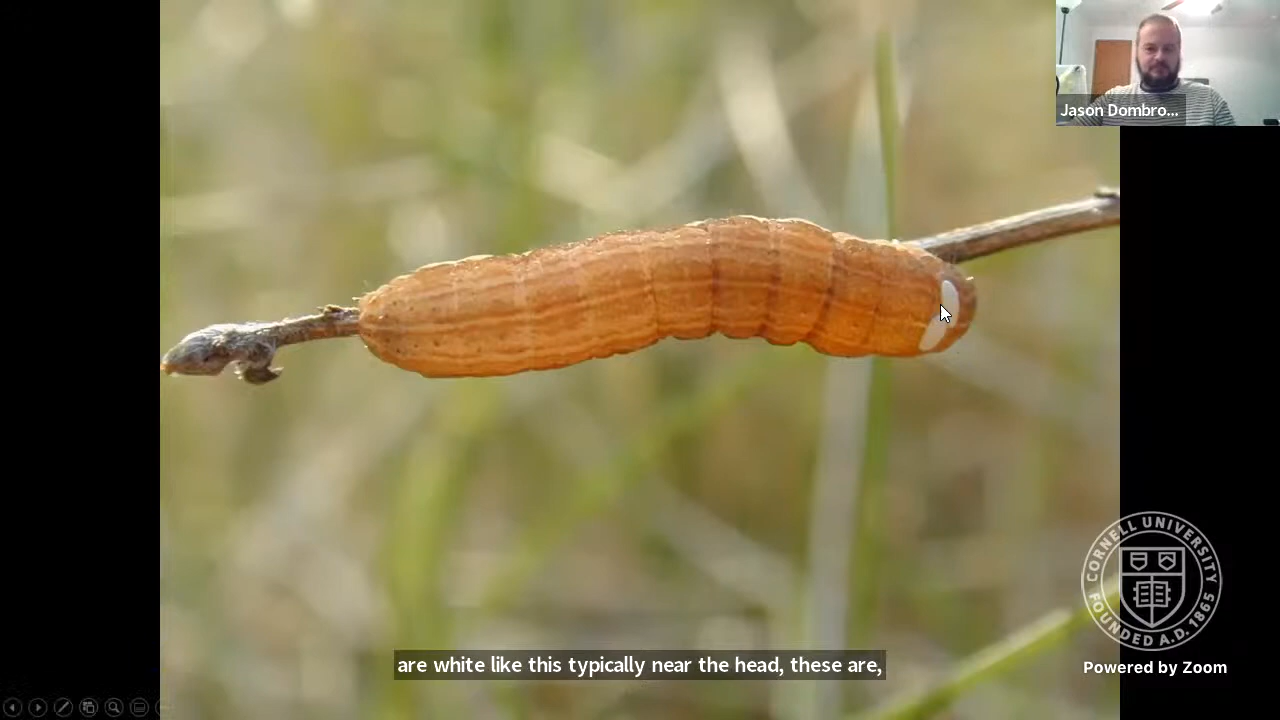 Jason Dombro...
CORNELL UNIVERSITY
FOUNDED A.D. 1865
Powered by Zoom
are white like this typically near the head, these are,